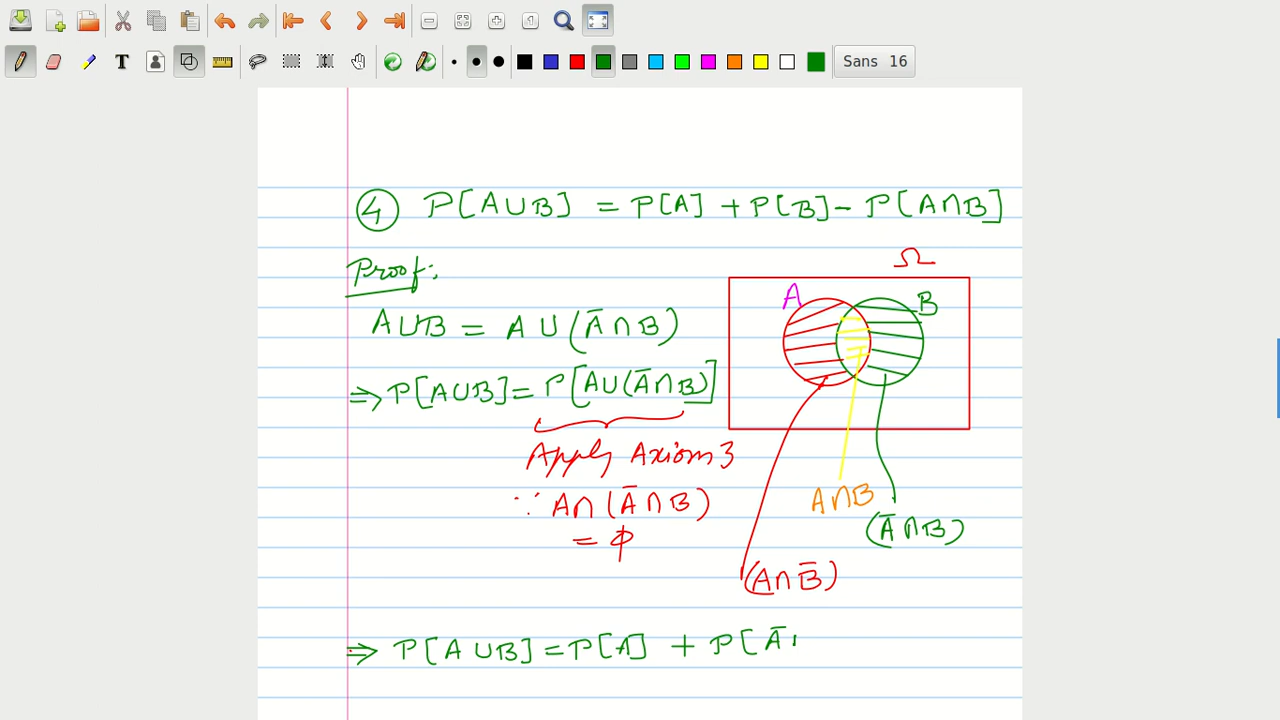 Sans 16
④ P[A∪B] = P[A] + P[B] - P[A∩B]
Proof:
Ω
A
B
A∪B = A∪(Ā∩B)
⇒ P[A∪B] = P[A∪(Ā∩B)]
Apply Axiom 3
∵ A∩(Ā∩B)
= ϕ
A∩B
(Ā∩B)
(A∩B̄)
⇒ P[A∪B] = P[A] + P[Ā